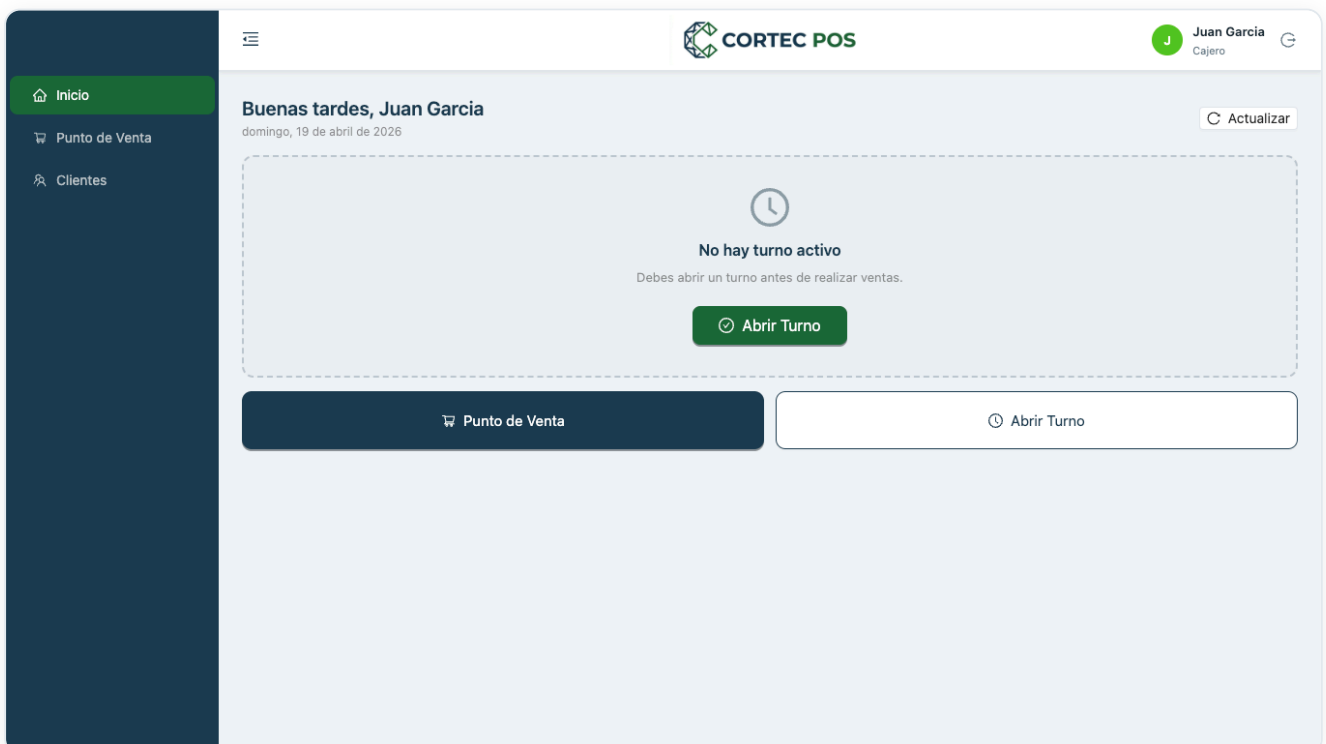 CORTEC POS
J
Juan Garcia
Cajero
Inicio
Punto de Venta
Clientes
Buenas tardes, Juan Garcia
domingo, 19 de abril de 2026
Actualizar
No hay turno activo
Debes abrir un turno antes de realizar ventas.
Abrir Turno
Punto de Venta
Abrir Turno